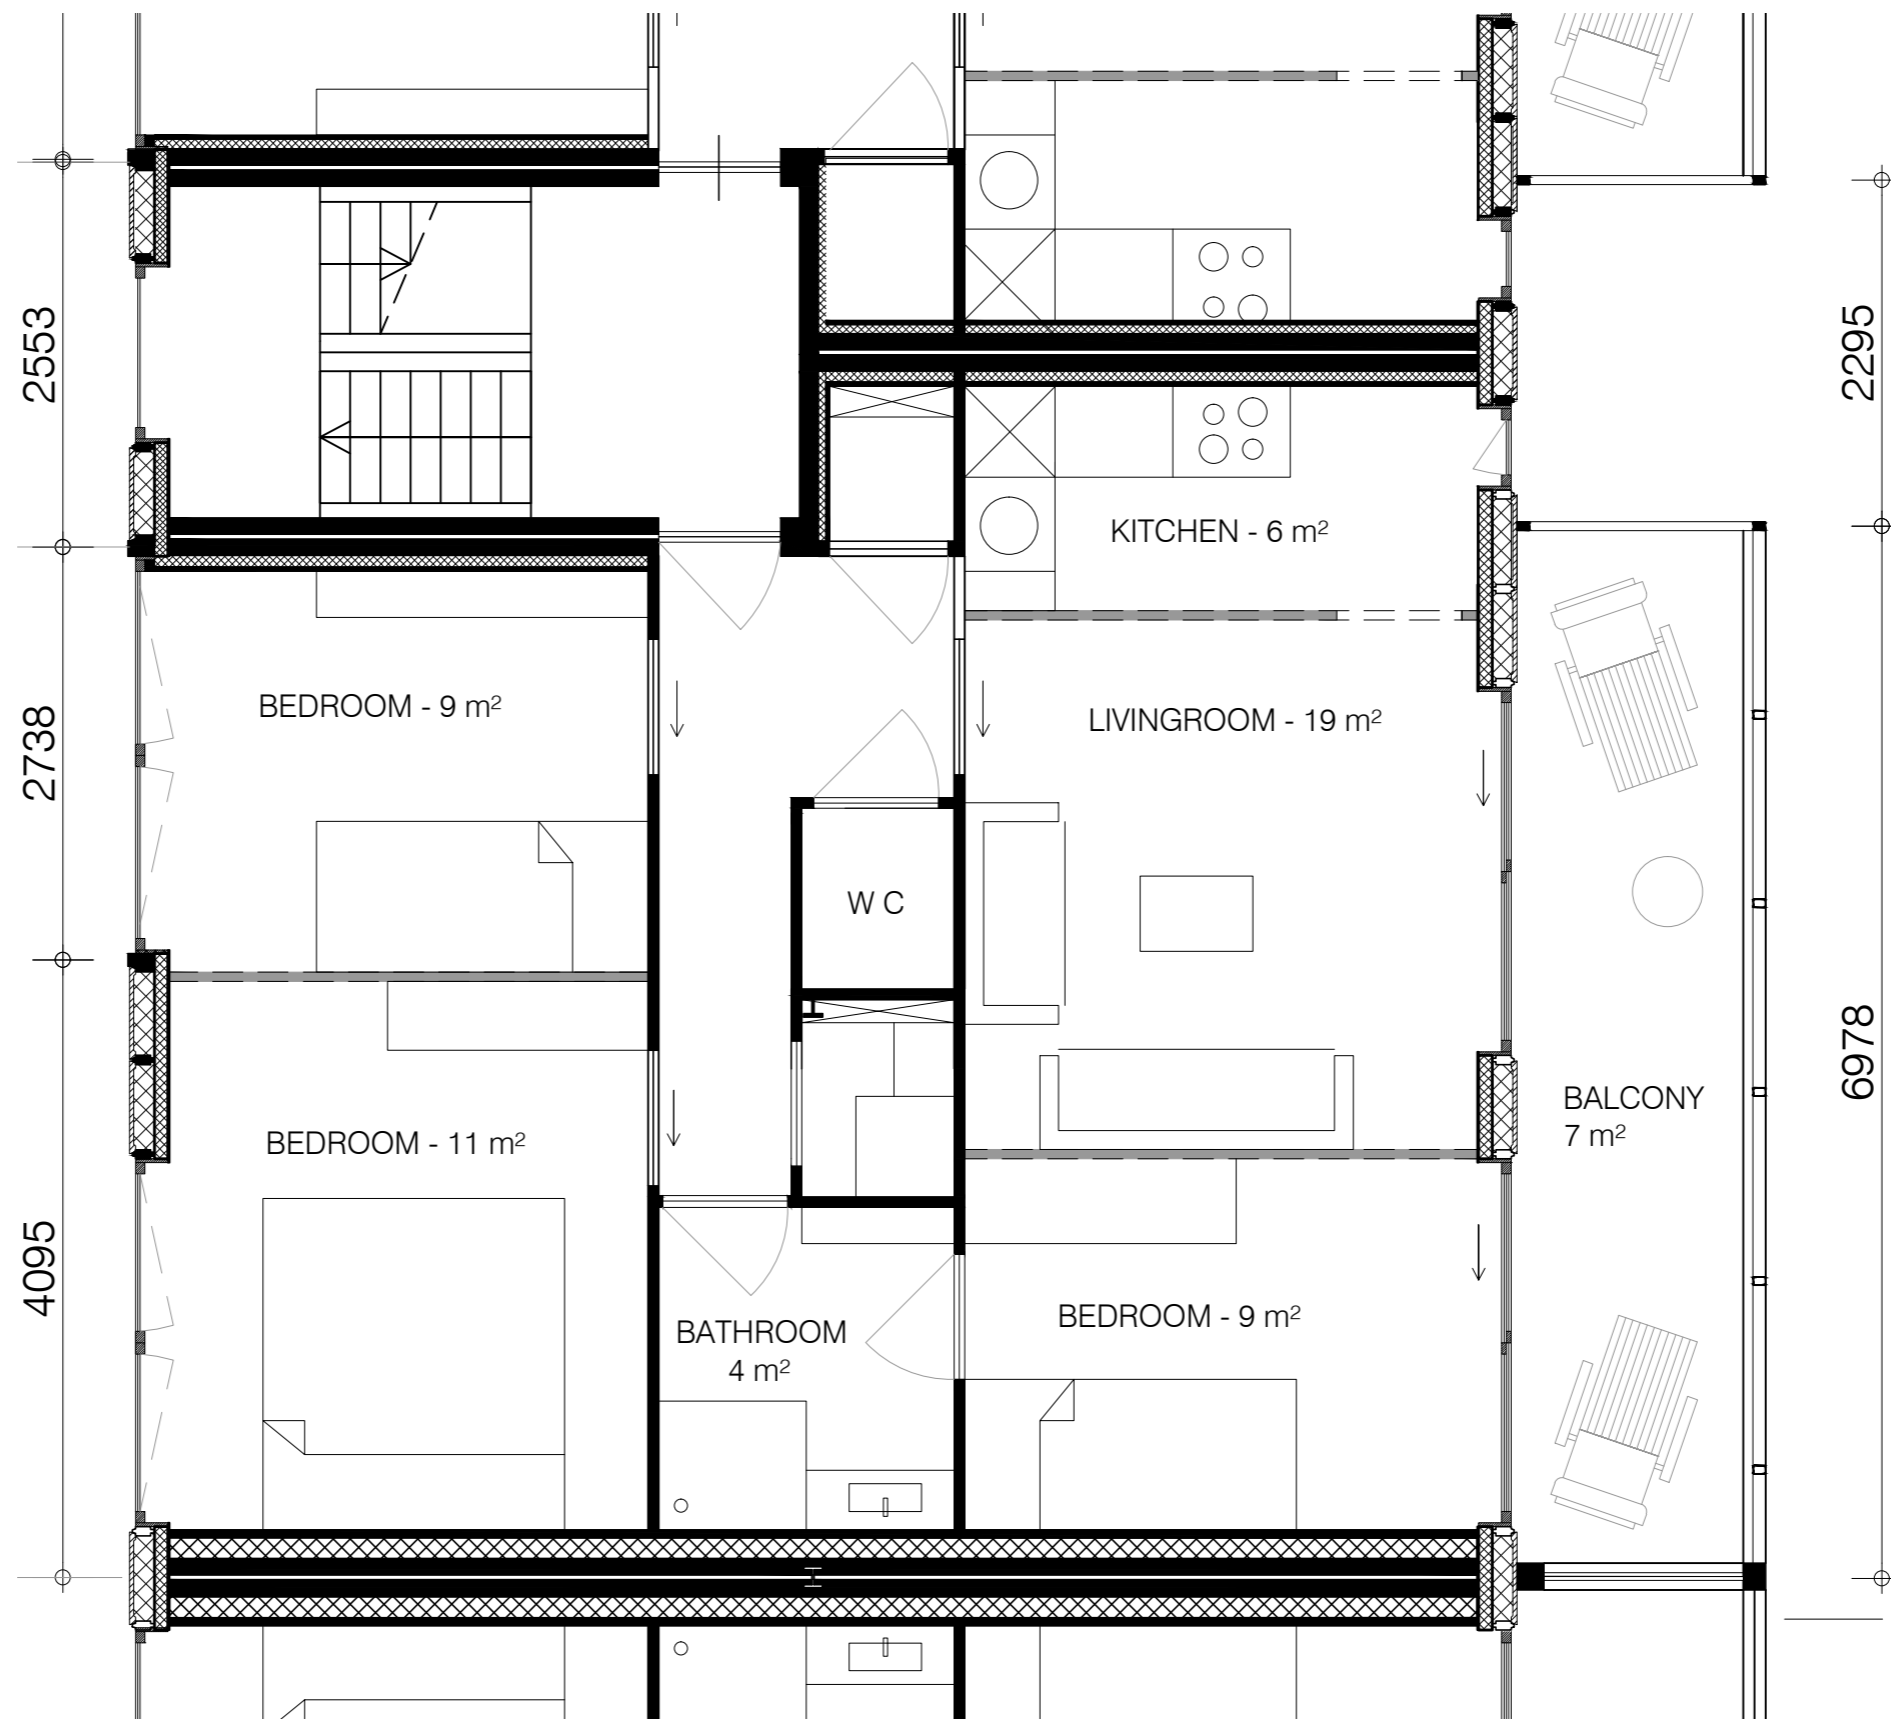 2553
2295
KITCHEN - 6 m²
BEDROOM - 9 m²
LIVINGROOM - 19 m²
2738
W C
6978
BALCONY
7 m²
BEDROOM - 11 m²
4095
BATHROOM
4 m²
BEDROOM - 9 m²